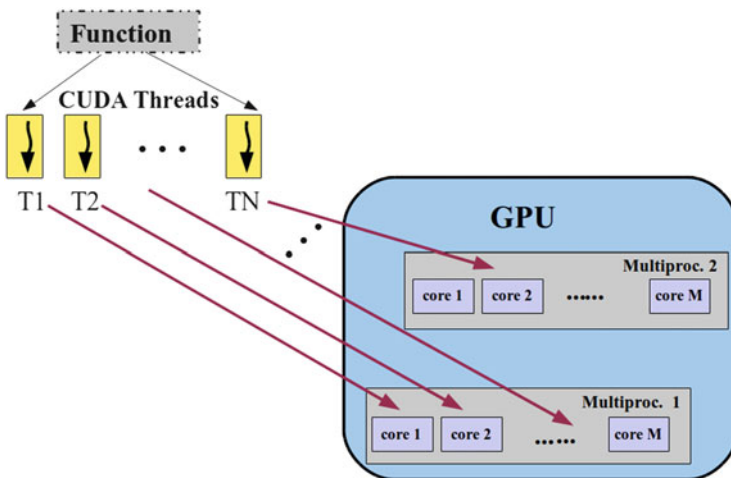 Function
CUDA Threads
• • •
T1 T2 TN
• • •
GPU
Multiproc. 2
core 1 core 2 ...... core M
Multiproc. 1
core 1 core 2 ...... core M